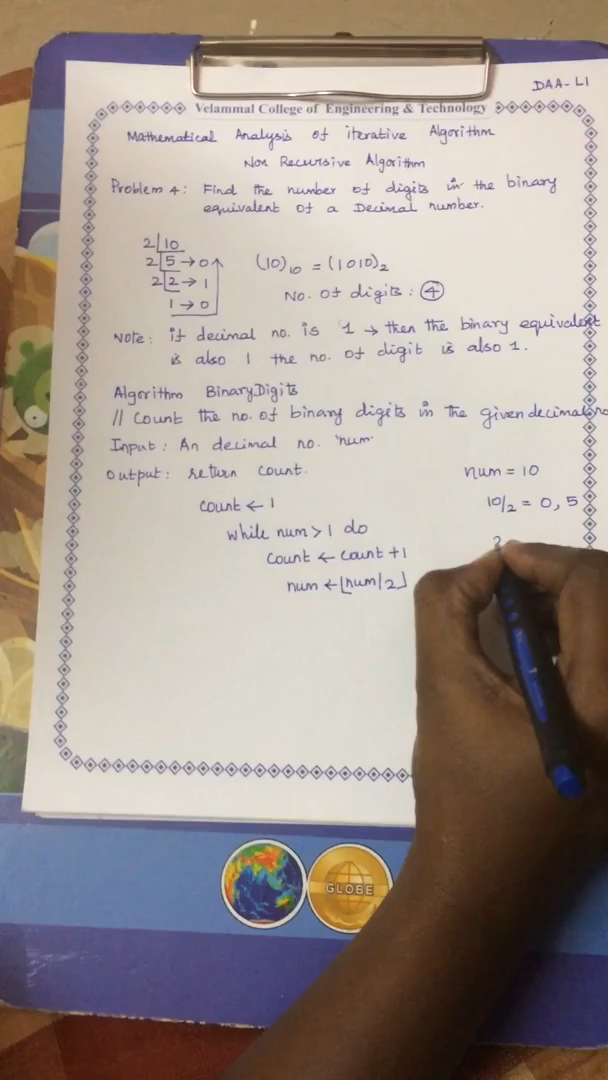 DAA-L1
Velammal College of Engineering & Technology
Mathematical Analysis of iterative Algorithm
Non Recursive Algorithm
Problem 4: Find the number of digits in the binary
equivalent of a Decimal number.
2|10
2|5→0
2|2→1
1→0
(10)₁₀ = (1010)₂
No. of digits: 4
Note: if decimal no. is 1 → then the binary equivalent
is also 1 the no. of digit is also 1.
Algorithm BinaryDigits
// Count the no. of binary digits in the given decimal no
Input: An decimal no. 'num'
Output: return count.
count ← 1
while num > 1 do
count ← count +1
num ← ⌊num/2⌋
num = 10
10/2 = 0, 5
GLOBE